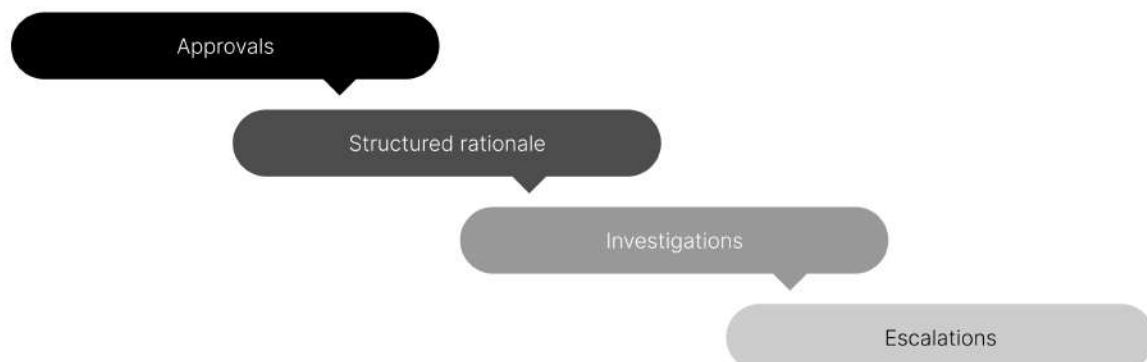 Approvals
Structured rationale
Investigations
Escalations